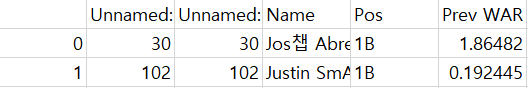 Unnamed: Unnamed: Name Pos Prev WAR
0 30 30 Jos챕 Abre 1B 1.86482
1 102 102 Justin SmA 1B 0.192445